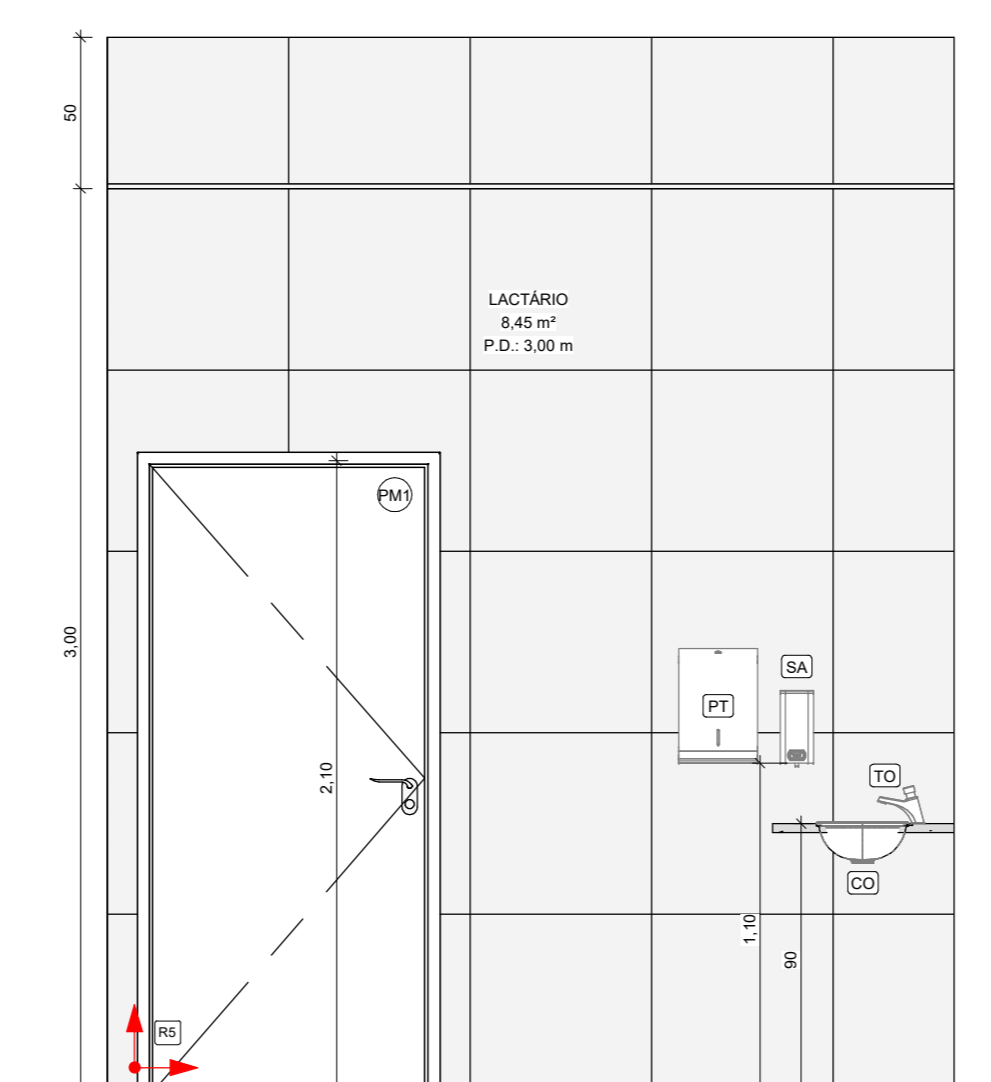 50
LACTÁRIO
8,45 m²
P.D.: 3,00 m
PM1
3,00
SA
PT
2,10
TO
CO
1,10
90
R5